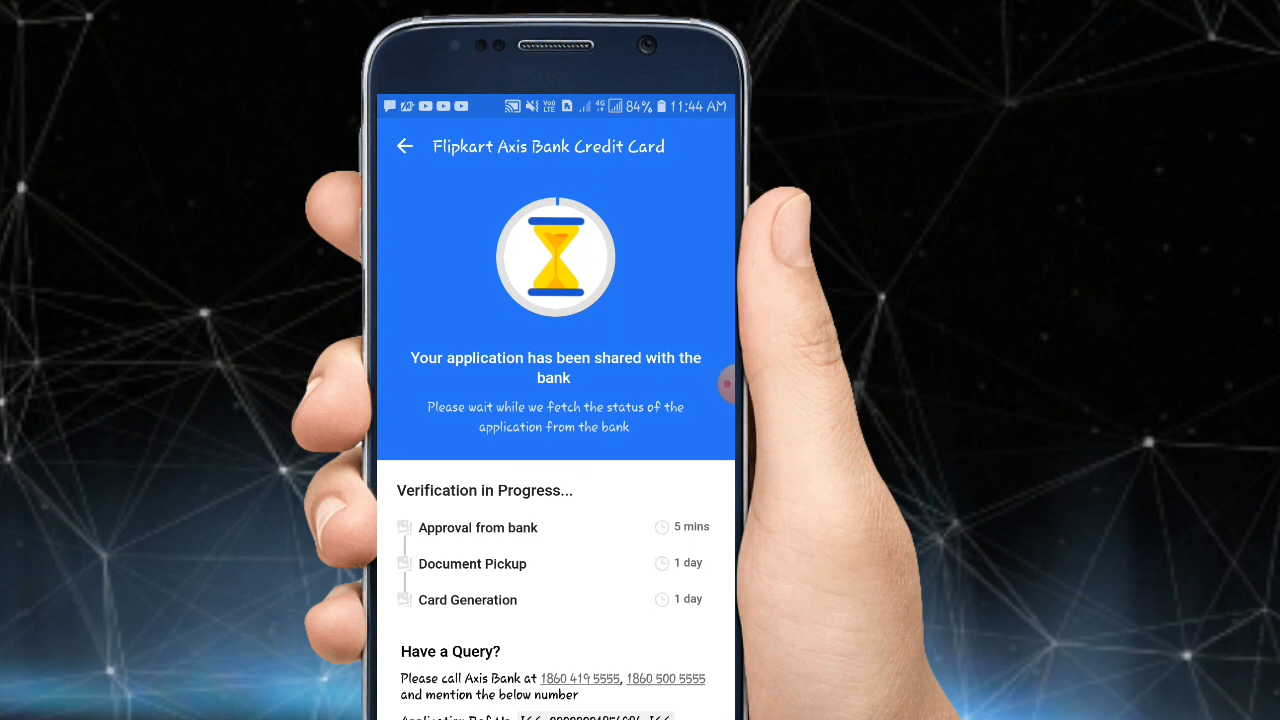 84% 11:44 AM
Flipkart Axis Bank Credit Card
Your application has been shared with the
bank
Please wait while we fetch the status of the
application from the bank
Verification in Progress...
Approval from bank 5 mins
Document Pickup 1 day
Card Generation 1 day
Have a Query?
Please call Axis Bank at 1860 419 5555, 1860 500 5555
and mention the below number